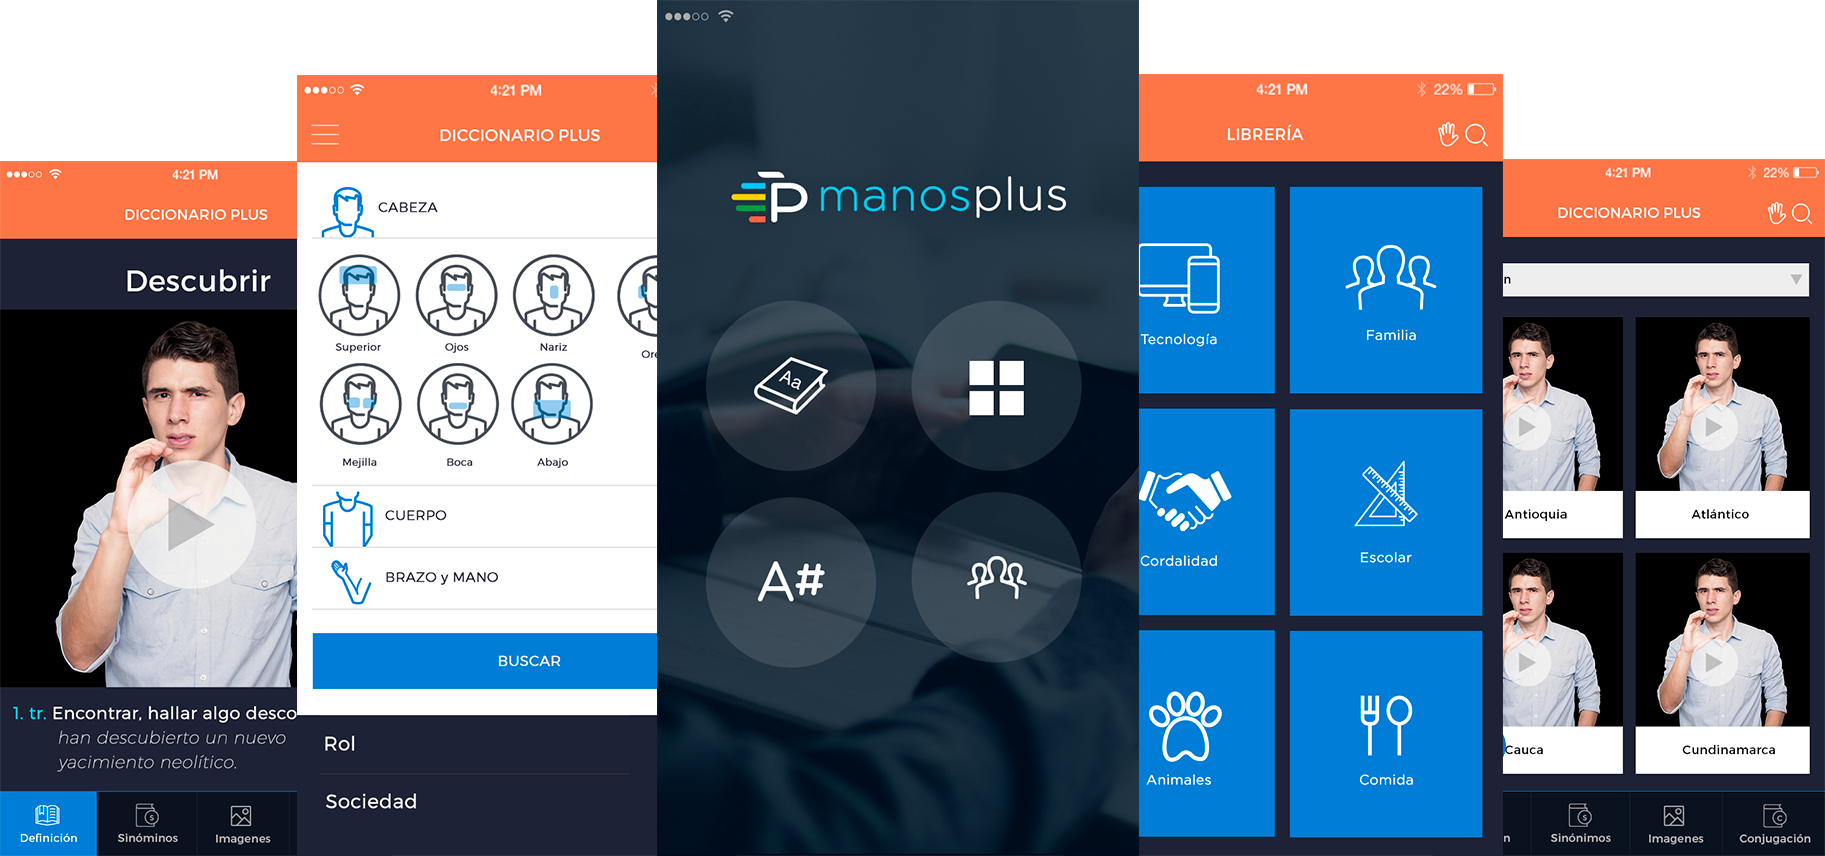 4:21 PM
DICCIONARIO PLUS
Descubrir
1. tr. Encontrar, hallar algo desco
han descubierto un nuevo
yacimiento neolítico.
Definición
Sinóminos
Imagenes
4:21 PM
DICCIONARIO PLUS
CABEZA
Superior
Ojos
Nariz
Ore
Mejilla
Boca
Abajo
CUERPO
BRAZO y MANO
BUSCAR
Rol
Sociedad
P manosplus
Aa
A#
4:21 PM
22%
LIBRERÍA
Tecnología
Familia
Cordalidad
Escolar
Animales
Comida
4:21 PM
22%
DICCIONARIO PLUS
n
Antioquia
Atlántico
Cauca
Cundinamarca
n
Sinónimos
Imagenes
Conjugación